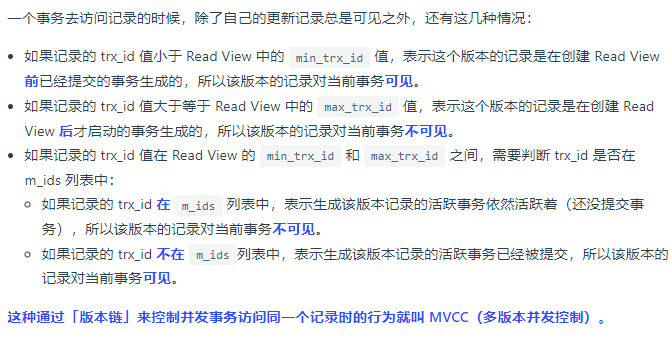 一个事务去访问记录的时候，除了自己的更新记录总是可见之外，还有这几种情况：
如果记录的 trx_id 值小于 Read View 中的 min_trx_id 值，表示这个版本的记录是在创建 Read View
前已经提交的事务生成的，所以该版本的记录对当前事务可见。
如果记录的 trx_id 值大于等于 Read View 中的 max_trx_id 值，表示这个版本的记录是在创建 Read
View 后才启动的事务生成的，所以该版本的记录对当前事务不可见。
如果记录的 trx_id 值在 Read View 的 min_trx_id 和 max_trx_id 之间，需要判断 trx_id 是否在
m_ids 列表中：
如果记录的 trx_id 在 m_ids 列表中，表示生成该版本记录的活跃事务依然活跃着（还没提交事
务），所以该版本的记录对当前事务不可见。
如果记录的 trx_id 不在 m_ids列表中，表示生成该版本记录的活跃事务已经被提交，所以该版本的
记录对当前事务可见。
这种通过「版本链」来控制并发事务访问同一个记录时的行为就叫 MVCC（多版本并发控制）。